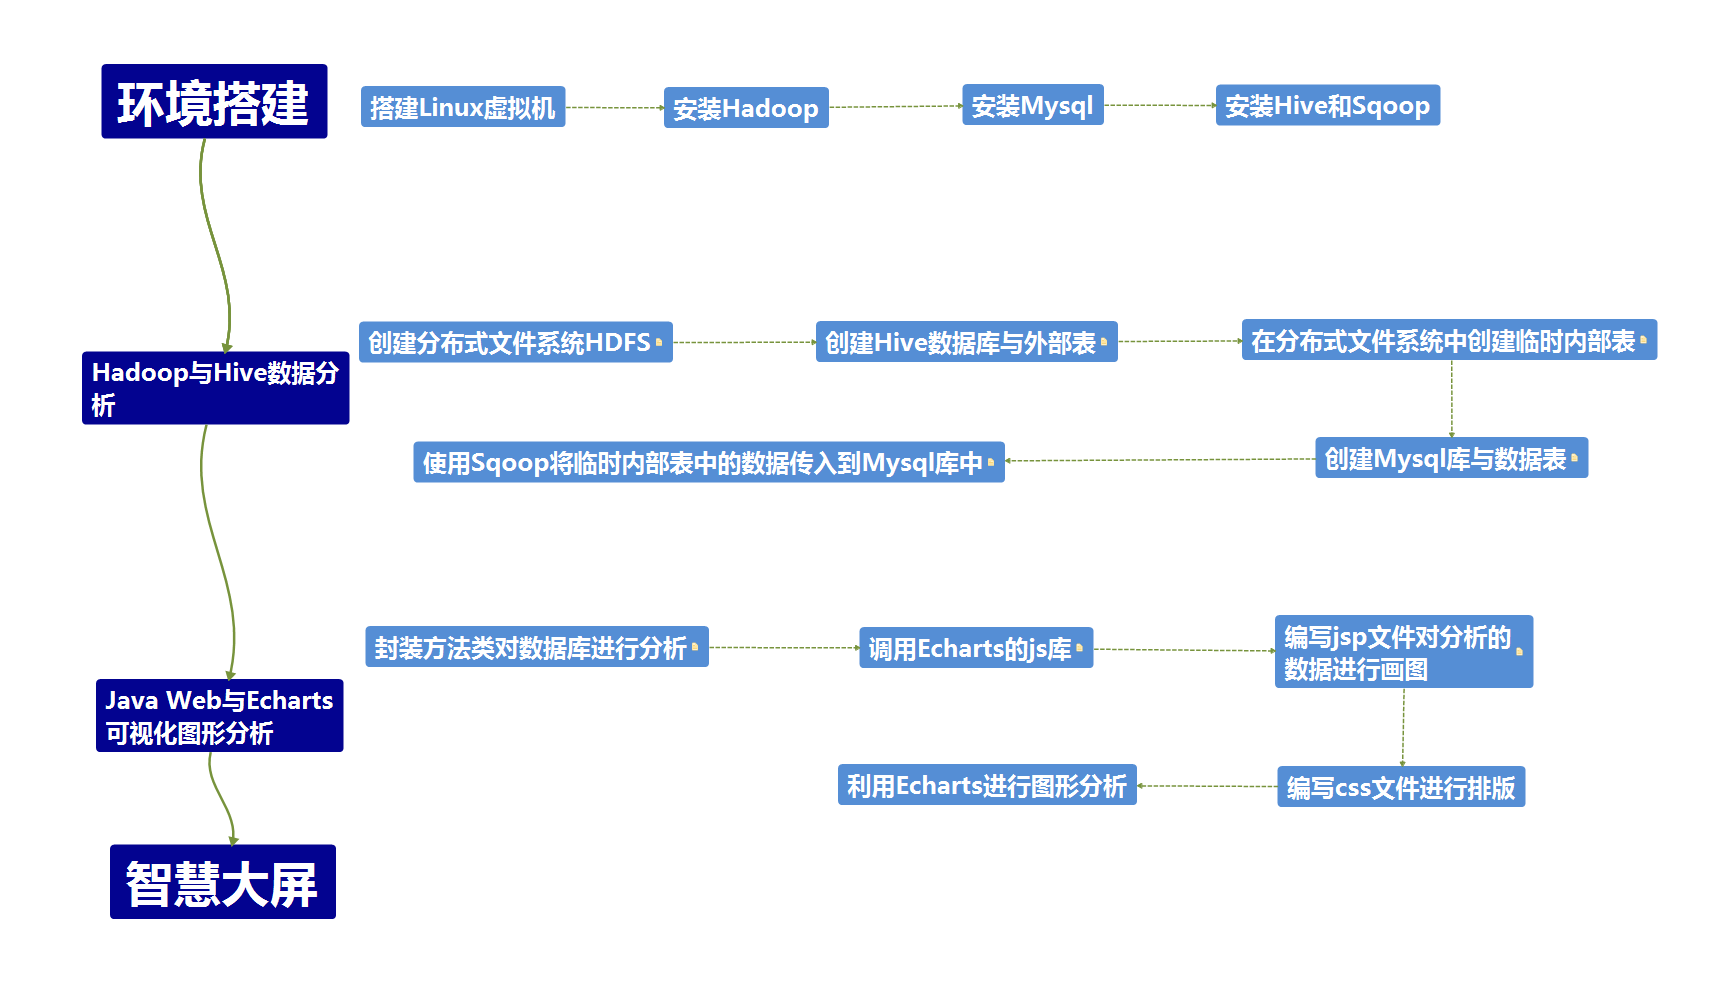 环境搭建
搭建Linux虚拟机
安装Hadoop
安装Mysql
安装Hive和Sqoop
Hadoop与Hive数据分
析
创建分布式文件系统HDFS
创建Hive数据库与外部表
在分布式文件系统中创建临时内部表
使用Sqoop将临时内部表中的数据传入到Mysql库中
创建Mysql库与数据表
Java Web与Echarts
可视化图形分析
封装方法类对数据库进行分析
调用Echarts的js库
编写jsp文件对分析的
数据进行画图
利用Echarts进行图形分析
编写css文件进行排版
智慧大屏